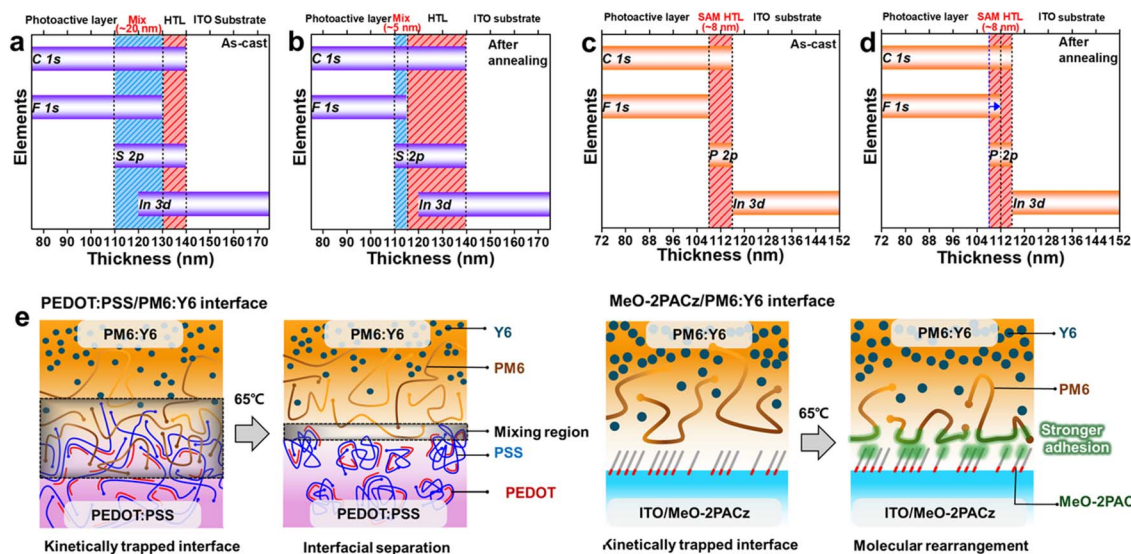 a
Photoactive layer
Mix
(~20 nm)
HTL
ITO Substrate
As-cast
C 1s
F 1s
S 2p
In 3d
Elements
80 90 100 110 120 130 140 150 160 170
Thickness (nm)
b
Photoactive layer
Mix
(~5 nm)
HTL
ITO substrate
After
annealing
C 1s
F 1s
S 2p
In 3d
Elements
80 90 100 110 120 130 140 150 160 170
Thickness (nm)
c
Photoactive layer
SAM HTL
(~8 nm)
ITO substrate
As-cast
C 1s
F 1s
P 2p
In 3d
Elements
72 80 88 96 104 112 120 128 136 144 152
Thickness (nm)
d
Photoactive layer
SAM HTL
(~8 nm)
ITO substrate
After
annealing
C 1s
F 1s
P 2p
In 3d
Elements
72 80 88 96 104 112 120 128 136 144 152
Thickness (nm)
e
PEDOT:PSS/PM6:Y6 interface
PM6:Y6
PEDOT:PSS
Kinetically trapped interface
65℃
PM6:Y6
Y6
PM6
Mixing region
PSS
PEDOT
PEDOT:PSS
Interfacial separation
MeO-2PACz/PM6:Y6 interface
PM6:Y6
ITO/MeO-2PACz
Kinetically trapped interface
65℃
PM6:Y6
Y6
PM6
Stronger
adhesion
MeO-2PAC
ITO/MeO-2PACz
Molecular rearrangement